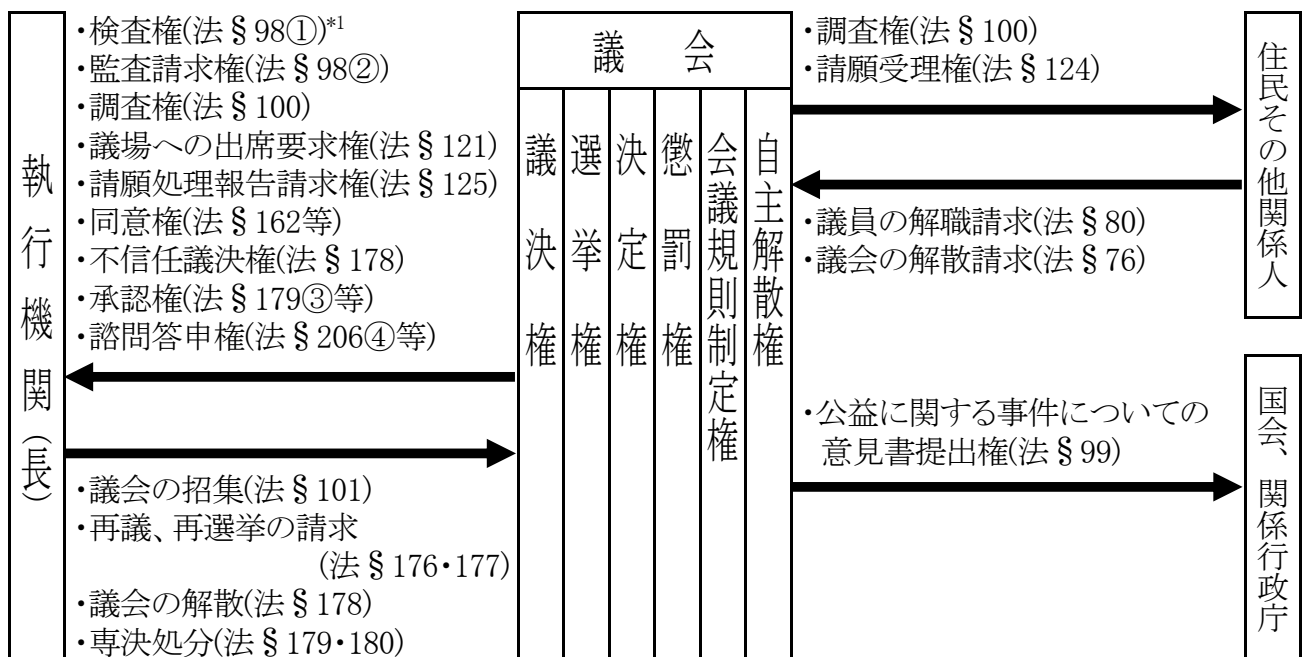 執行機関(長)
・検査権(法§98①)*1
・監査請求権(法§98②)
・調査権(法§100)
・議場への出席要求権(法§121)
・請願処理報告請求権(法§125)
・同意権(法§162等)
・不信任議決権(法§178)
・承認権(法§179③等)
・諮問答申権(法§206④等)
・議会の招集(法§101)
・再議、再選挙の請求
(法§176・177)
・議会の解散(法§178)
・専決処分(法§179・180)
議会
議決権
選挙権
決定権
懲罰権
会議規則制定権
自主解散権
・調査権(法§100)
・請願受理権(法§124)
・議員の解職請求(法§80)
・議会の解散請求(法§76)
住民その他関係人
・公益に関する事件についての
意見書提出権(法§99)
国会、関係行政庁